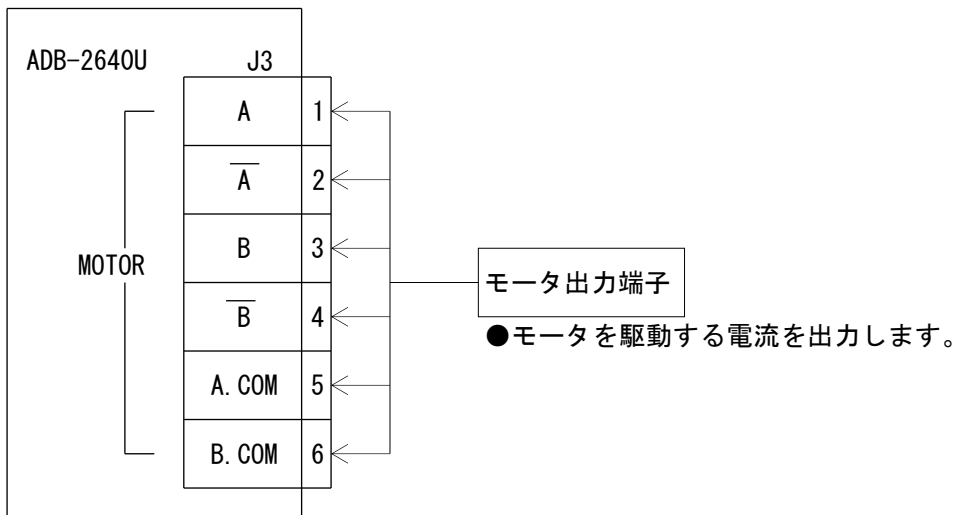 ADB-2640U J3
A 1
A̅ 2
B 3
MOTOR
モータ出力端子
B̅ 4
●モータを駆動する電流を出力します。
A.COM 5
B.COM 6